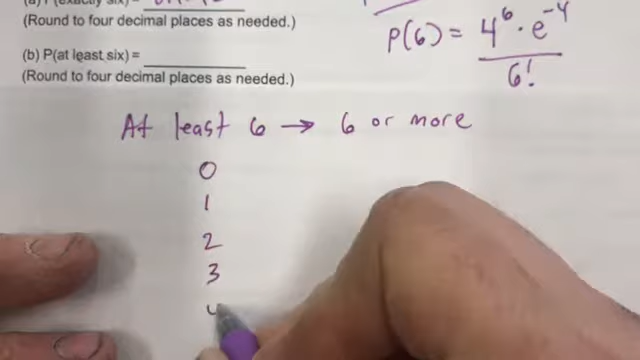 (Round to four decimal places as needed.)
(b) P(at least six) = ________
(Round to four decimal places as needed.)
P(6) = 4⁶ · e⁻⁴
6!
At least 6 → 6 or more
0
1
2
3